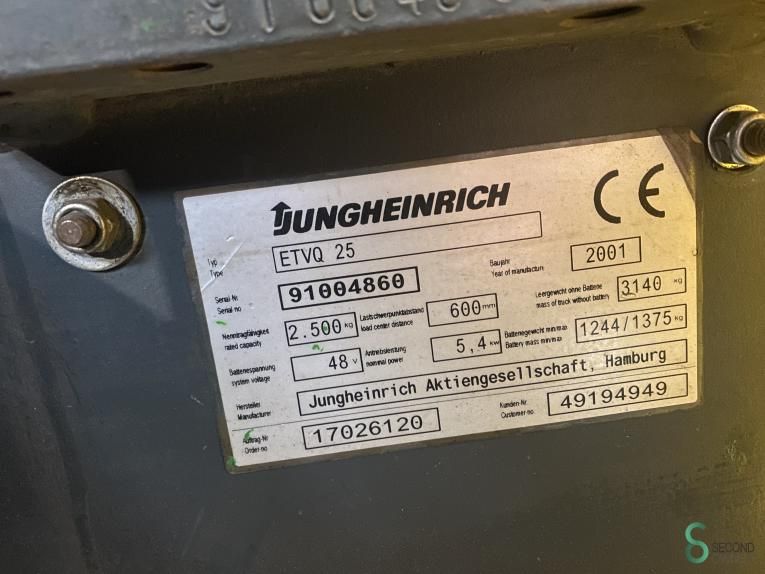 JUNGHEINRICH
CE
Typ
Type
ETVQ 25
Baujahr
Year of manufacture
2001
Serial-Nr.
Serial no
91004860
Nenntragfähigkeit
rated capacity
2.500 kg
Lastschwerpunktabstand
load center distance
600 mm
Leergewicht ohne Batterie
mass of truck without battery
3140 kg
Batteriespannung
system voltage
48 V
Antriebsleistung
nominal power
5,4 kW
Batteriegewicht min/max
Battery mass min/max
1244/1375 kg
Hersteller
Manufacturer
Jungheinrich Aktiengesellschaft, Hamburg
Auftrag-Nr
Order-no
17026120
Kunden-Nr.
Customer-no.
49194949
SECOND